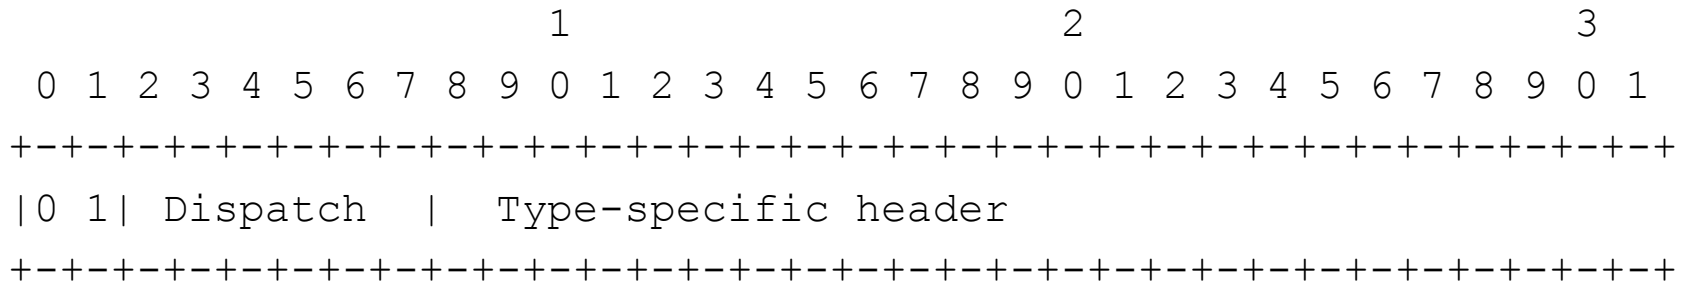 1                   2                   3
 0 1 2 3 4 5 6 7 8 9 0 1 2 3 4 5 6 7 8 9 0 1 2 3 4 5 6 7 8 9 0 1
+-+-+-+-+-+-+-+-+-+-+-+-+-+-+-+-+-+-+-+-+-+-+-+-+-+-+-+-+-+-+-+-+
|0 1| Dispatch  |  Type-specific header
+-+-+-+-+-+-+-+-+-+-+-+-+-+-+-+-+-+-+-+-+-+-+-+-+-+-+-+-+-+-+-+-+